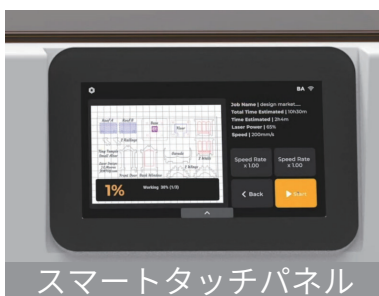 BA
Job Name | design market....
Total Time Estimated | 10h30m
Time Estimated | 2h4m
Laser Power | 65%
Speed | 200mm/s
Roof
Floor
1%
Working 30% (1/3)
Speed Rate
x 1.00
Speed Rate
x 1.00
Back
Start
スマートタッチパネル